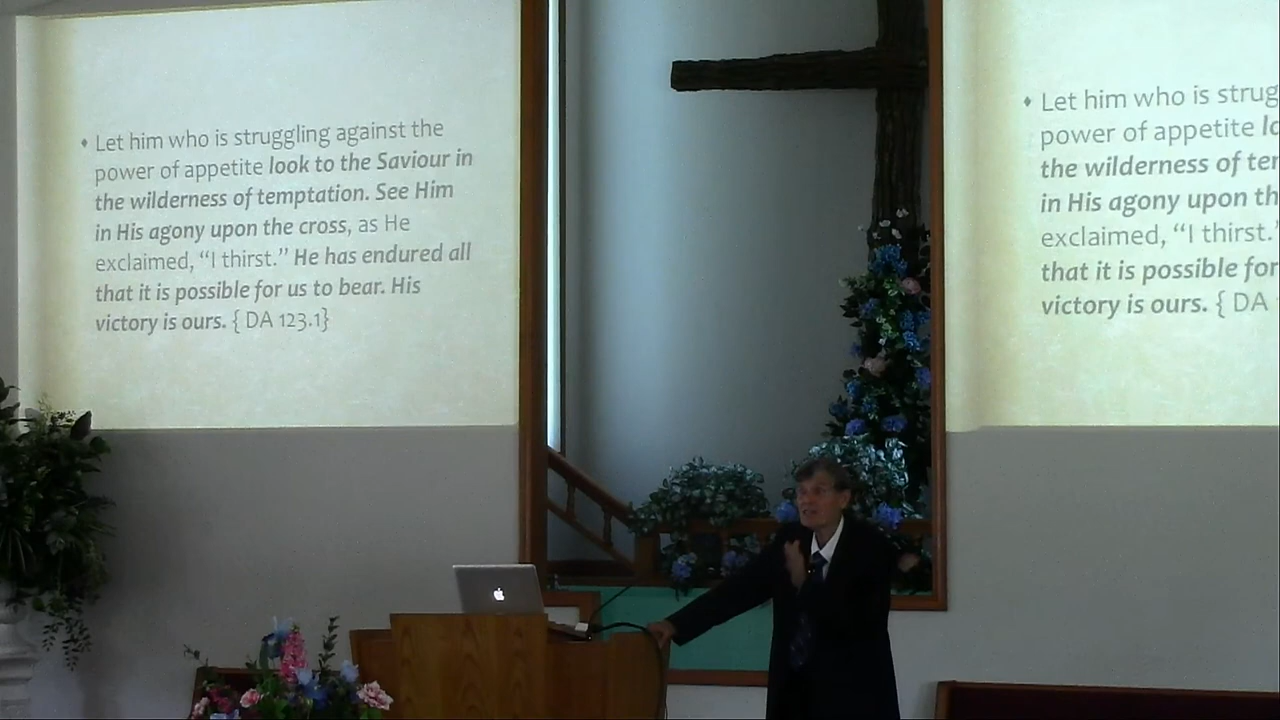 ♦ Let him who is struggling against the
power of appetite look to the Saviour in
the wilderness of temptation. See Him
in His agony upon the cross, as He
exclaimed, “I thirst.” He has endured all
that it is possible for us to bear. His
victory is ours. { DA 123.1}
♦ Let him who is strug
power of appetite lo
the wilderness of ter
in His agony upon th
exclaimed, “I thirst.”
that it is possible for
victory is ours. { DA